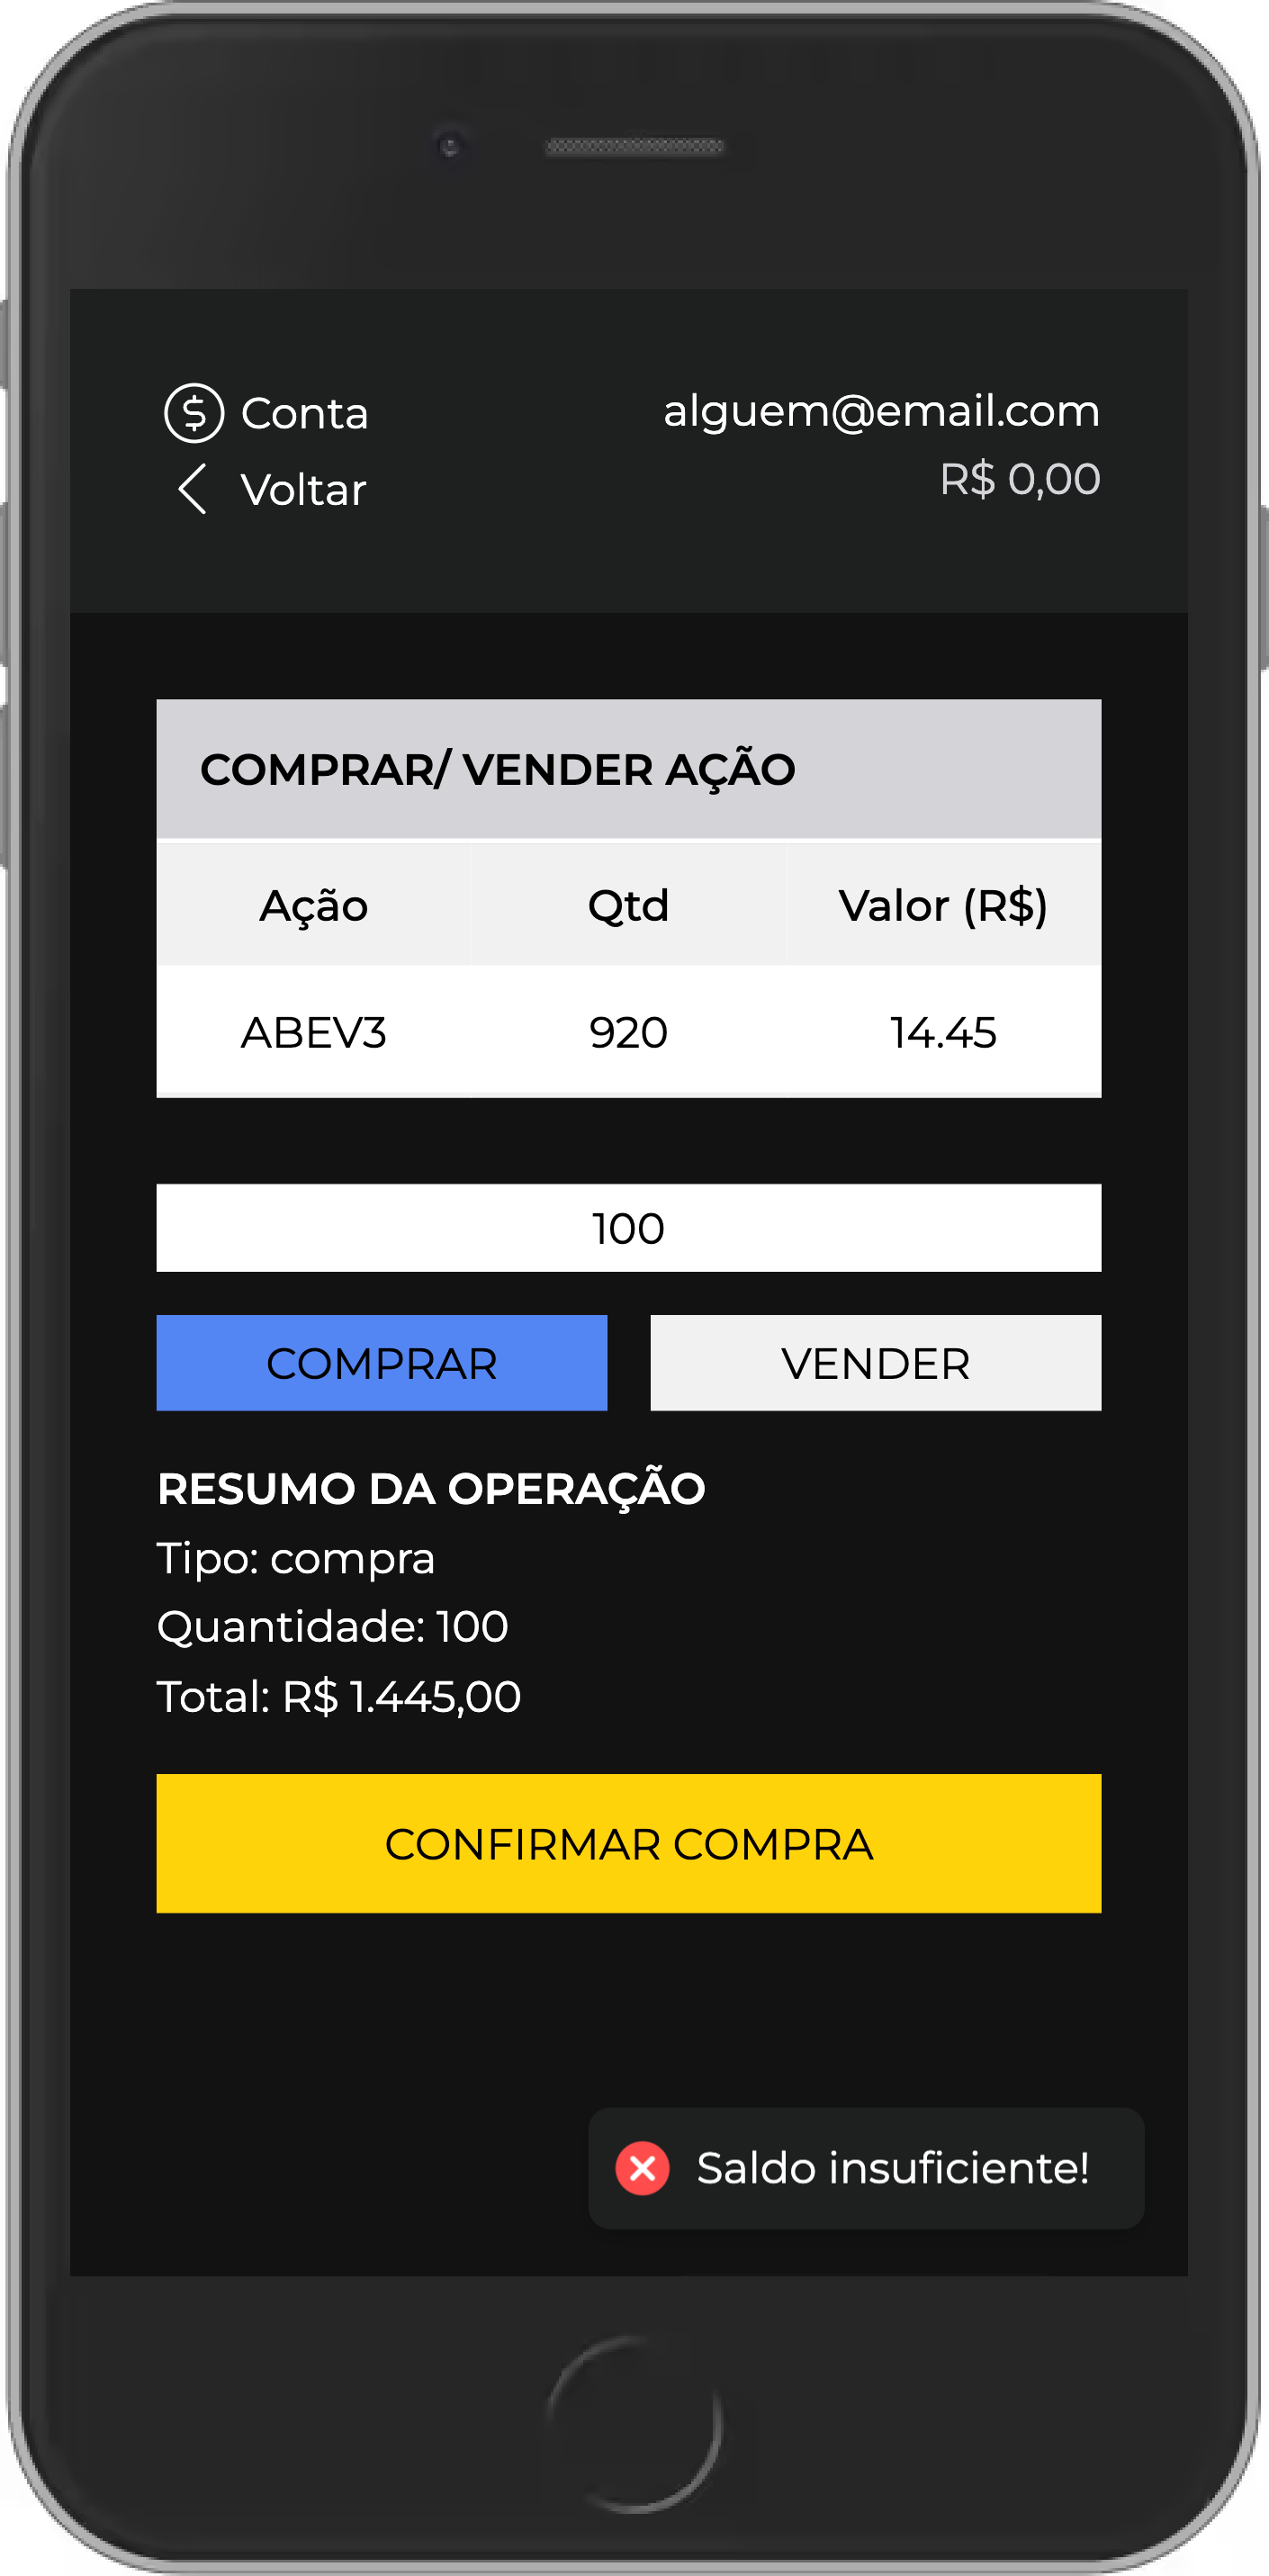 Conta
alguem@email.com
Voltar
R$ 0,00
COMPRAR/ VENDER AÇÃO
Ação Qtd Valor (R$)
ABEV3 920 14.45
100
COMPRAR VENDER
RESUMO DA OPERAÇÃO
Tipo: compra
Quantidade: 100
Total: R$ 1.445,00
CONFIRMAR COMPRA
Saldo insuficiente!